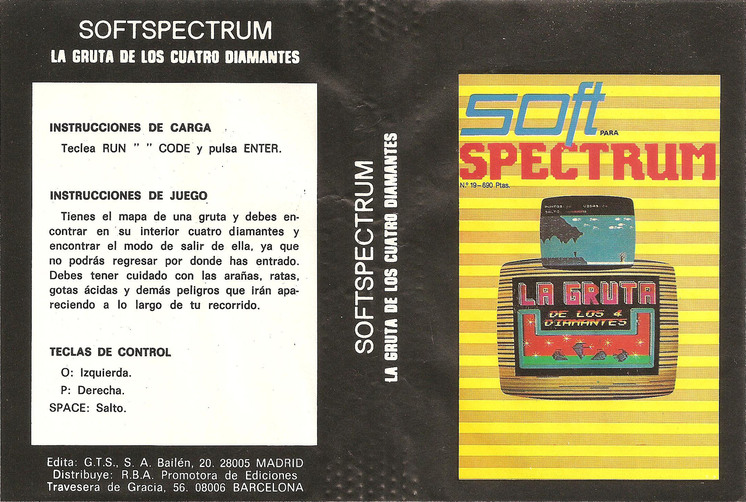 SOFTSPECTRUM
LA GRUTA DE LOS CUATRO DIAMANTES
INSTRUCCIONES DE CARGA
Teclea RUN " " CODE y pulsa ENTER.
INSTRUCCIONES DE JUEGO
Tienes el mapa de una gruta y debes en-
contrar en su interior cuatro diamantes y
encontrar el modo de salir de ella, ya que
no podrás regresar por donde has entrado.
Debes tener cuidado con las arañas, ratas,
gotas ácidas y demás peligros que irán apa-
reciendo a lo largo de tu recorrido.
TECLAS DE CONTROL
O: Izquierda.
P: Derecha.
SPACE: Salto.
Edita: G.T.S., S. A. Bailén, 20. 28005 MADRID
Distribuye: R.B.A. Promotora de Ediciones
Travesera de Gracia, 56. 08006 BARCELONA
SOFTSPECTRUM
LA GRUTA DE LOS CUATRO DIAMANTES
soft
PARA
SPECTRUM
N.º 19-690 Ptas.
LA GRUTA
DE LOS 4
DIAMANTES